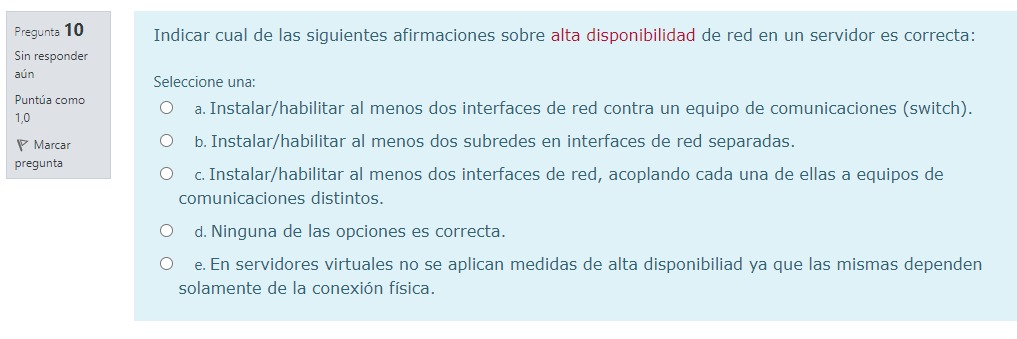 Pregunta 10
Sin responder
aún
Puntúa como
1,0
Marcar
pregunta
Indicar cual de las siguientes afirmaciones sobre alta disponibilidad de red en un servidor es correcta:
Seleccione una:
a. Instalar/habilitar al menos dos interfaces de red contra un equipo de comunicaciones (switch).
b. Instalar/habilitar al menos dos subredes en interfaces de red separadas.
c. Instalar/habilitar al menos dos interfaces de red, acoplando cada una de ellas a equipos de
comunicaciones distintos.
d. Ninguna de las opciones es correcta.
e. En servidores virtuales no se aplican medidas de alta disponibiliad ya que las mismas dependen
solamente de la conexión física.